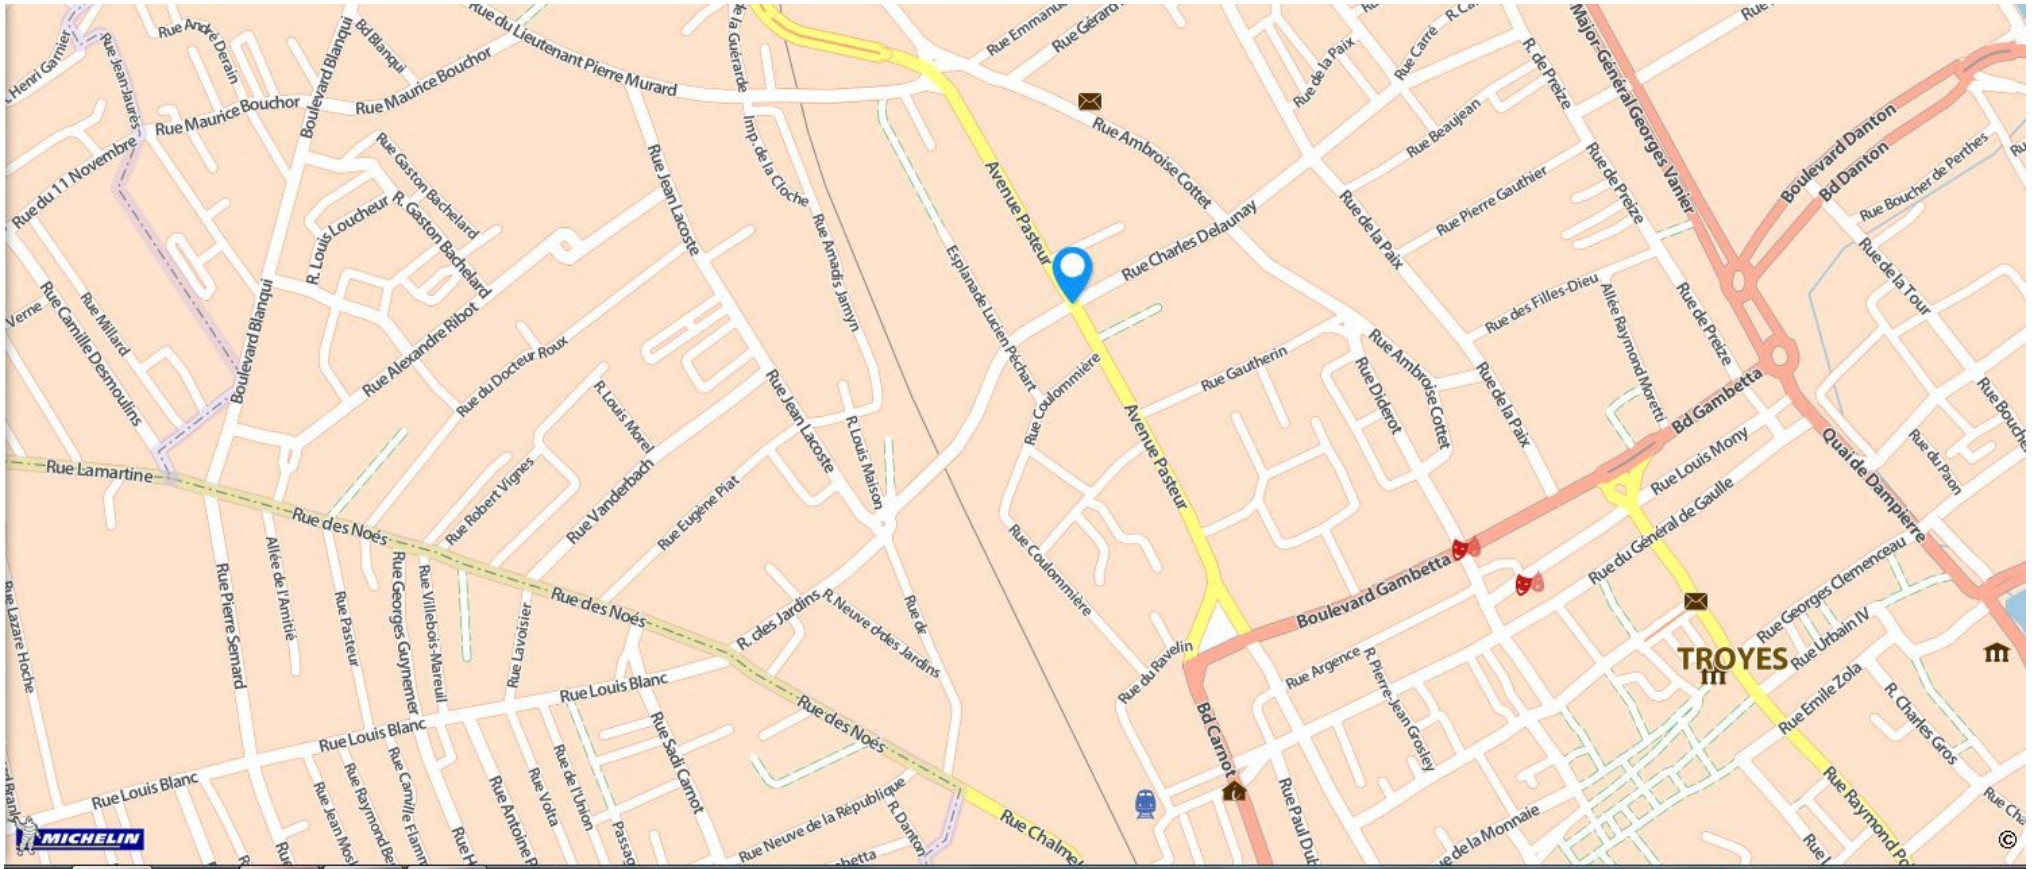 Rue du Lieutenant Pierre Murard
Rue André Derain
Bd Blanqui
Boulevard Blanqui
Henri Garnier
Rue Jean Jaurès
Rue Maurice Bouchor
Rue Maurice Bouchor
Rue du 11 Novembre
Rue Gaston Bachelard
R. Gaston Bachelard
R. Louis Loucheur
Rue Jean Lacoste
de la Guérarde
Imp. de la Cloche
Rue Amadis Jamyn
Avenue Pasteur
Rue Gérard
Rue Ambroise Cottet
Rue Charles Delaunay
Rue de la Paix
Rue Carré
R. de Preize
Rue Beaujean
Rue Pierre Gauthier
Rue de Preize
Rue de la Paix
Major-Général Georges Vanier
Boulevard Danton
Bd Danton
Rue Boucher de Perthes
Rue de la Tour
Verne
Rue Camille Desmoulins
Rue Millard
Boulevard Blanqui
Rue Alexandre Ribot
Rue du Docteur Roux
Esplanade Lucien Péchart
Rue Coulommière
Rue Gautherin
Rue des Filles-Dieu
Allée Raymond Moretti
Rue de Preize
Rue Ambroise Cottet
Rue Diderot
Rue de la Paix
Bd Gambetta
Rue Louis Mony
Quai de Dampierre
Rue du Paon
R. Louis Morel
Rue Jean Lacoste
R. Louis Maison
Avenue Pasteur
Rue Lamartine
Rue des Noés
Rue Robert Vignes
Rue Vanderbach
Rue Eugène Piat
Rue Coulommière
Boulevard Gambetta
Rue du Général de Gaulle
Rue Georges Clemenceau
Rue Lazare Hoche
Rue Pierre Semard
Allée de l'Amitié
Rue Pasteur
Rue Georges Guynemer
Rue Villebois-Mareuil
Rue Lavoisier
Rue des Noés
R. des Jardins
R. Neuve des Jardins
Rue de
Rue du Ravelin
Rue Argence
R. Pierre-Jean Grosley
TROYES
Rue Urbain IV
Rue Emile Zola
R. Charles Gros
Rue Louis Blanc
Rue Louis Blanc
Rue Louis Blanc
Rue Sadi Carnot
Rue des Noés
Bd Carnot
Rue Raymond Po
Rue de l'Union
Rue Volta
Rue Antoine P
Rue Camille Flamm
Rue Raymond Be
Rue Jean Mosl
Passag
Rue Neuve de la République
R. Danton
Rue Chalme
Rue Paul Dub
ue de la Monnaie
MICHELIN
©